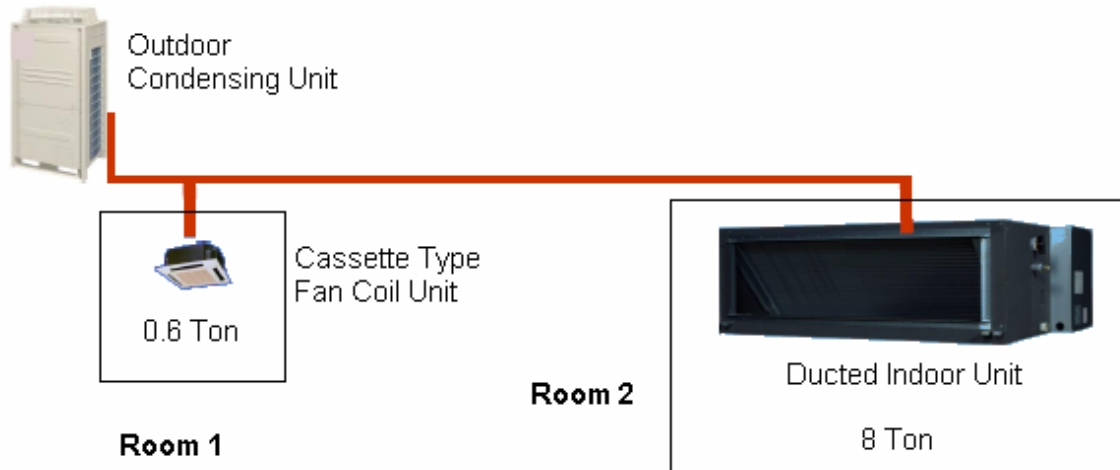 Outdoor
Condensing Unit
Cassette Type
Fan Coil Unit
0.6 Ton
Room 1
Room 2
Ducted Indoor Unit
8 Ton